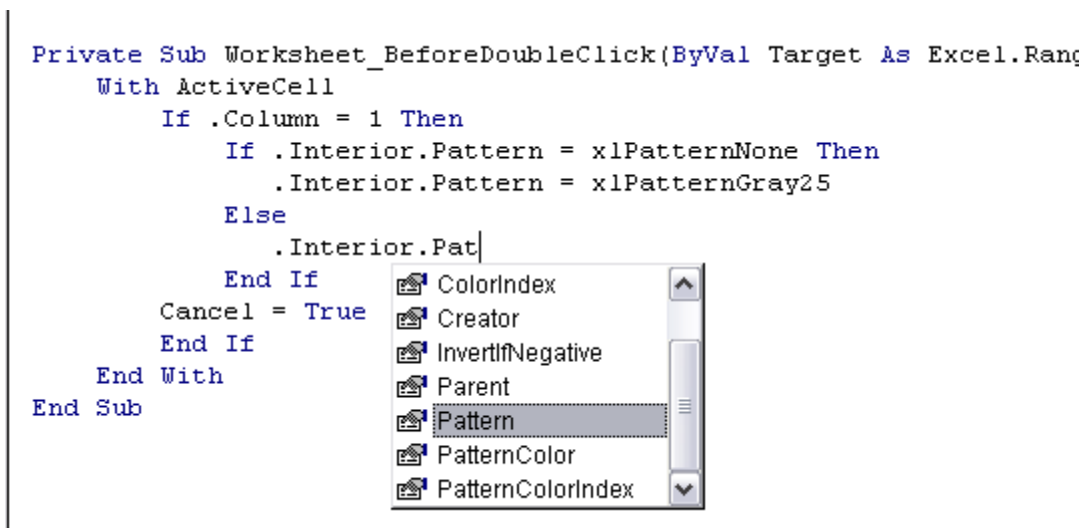 Private Sub Worksheet_BeforeDoubleClick(ByVal Target As Excel.Rang
With ActiveCell
If .Column = 1 Then
If .Interior.Pattern = xlPatternNone Then
.Interior.Pattern = xlPatternGray25
Else
.Interior.Pat
End If
Cancel = True
End If
End With
End Sub
ColorIndex
Creator
InvertIfNegative
Parent
Pattern
PatternColor
PatternColorIndex